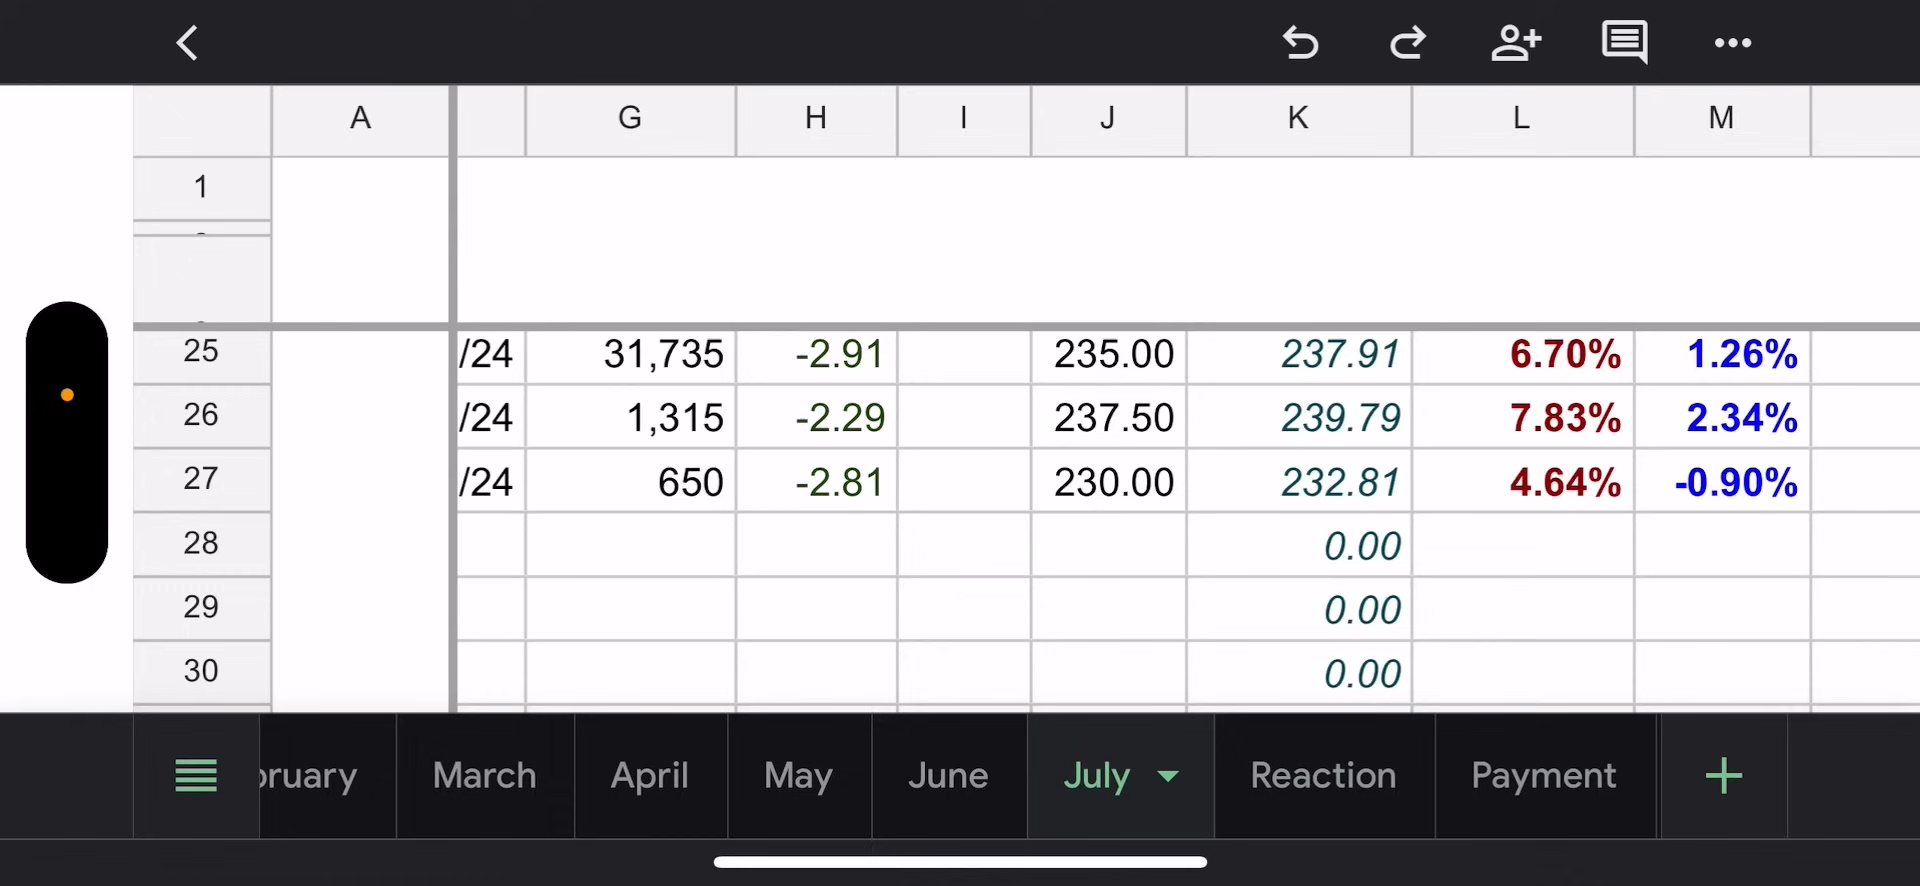 A G H I J K L M
1
25 /24 31,735 -2.91 235.00 237.91 6.70% 1.26%
26 /24 1,315 -2.29 237.50 239.79 7.83% 2.34%
27 /24 650 -2.81 230.00 232.81 4.64% -0.90%
28 0.00
29 0.00
30 0.00
bruary March April May June July Reaction Payment